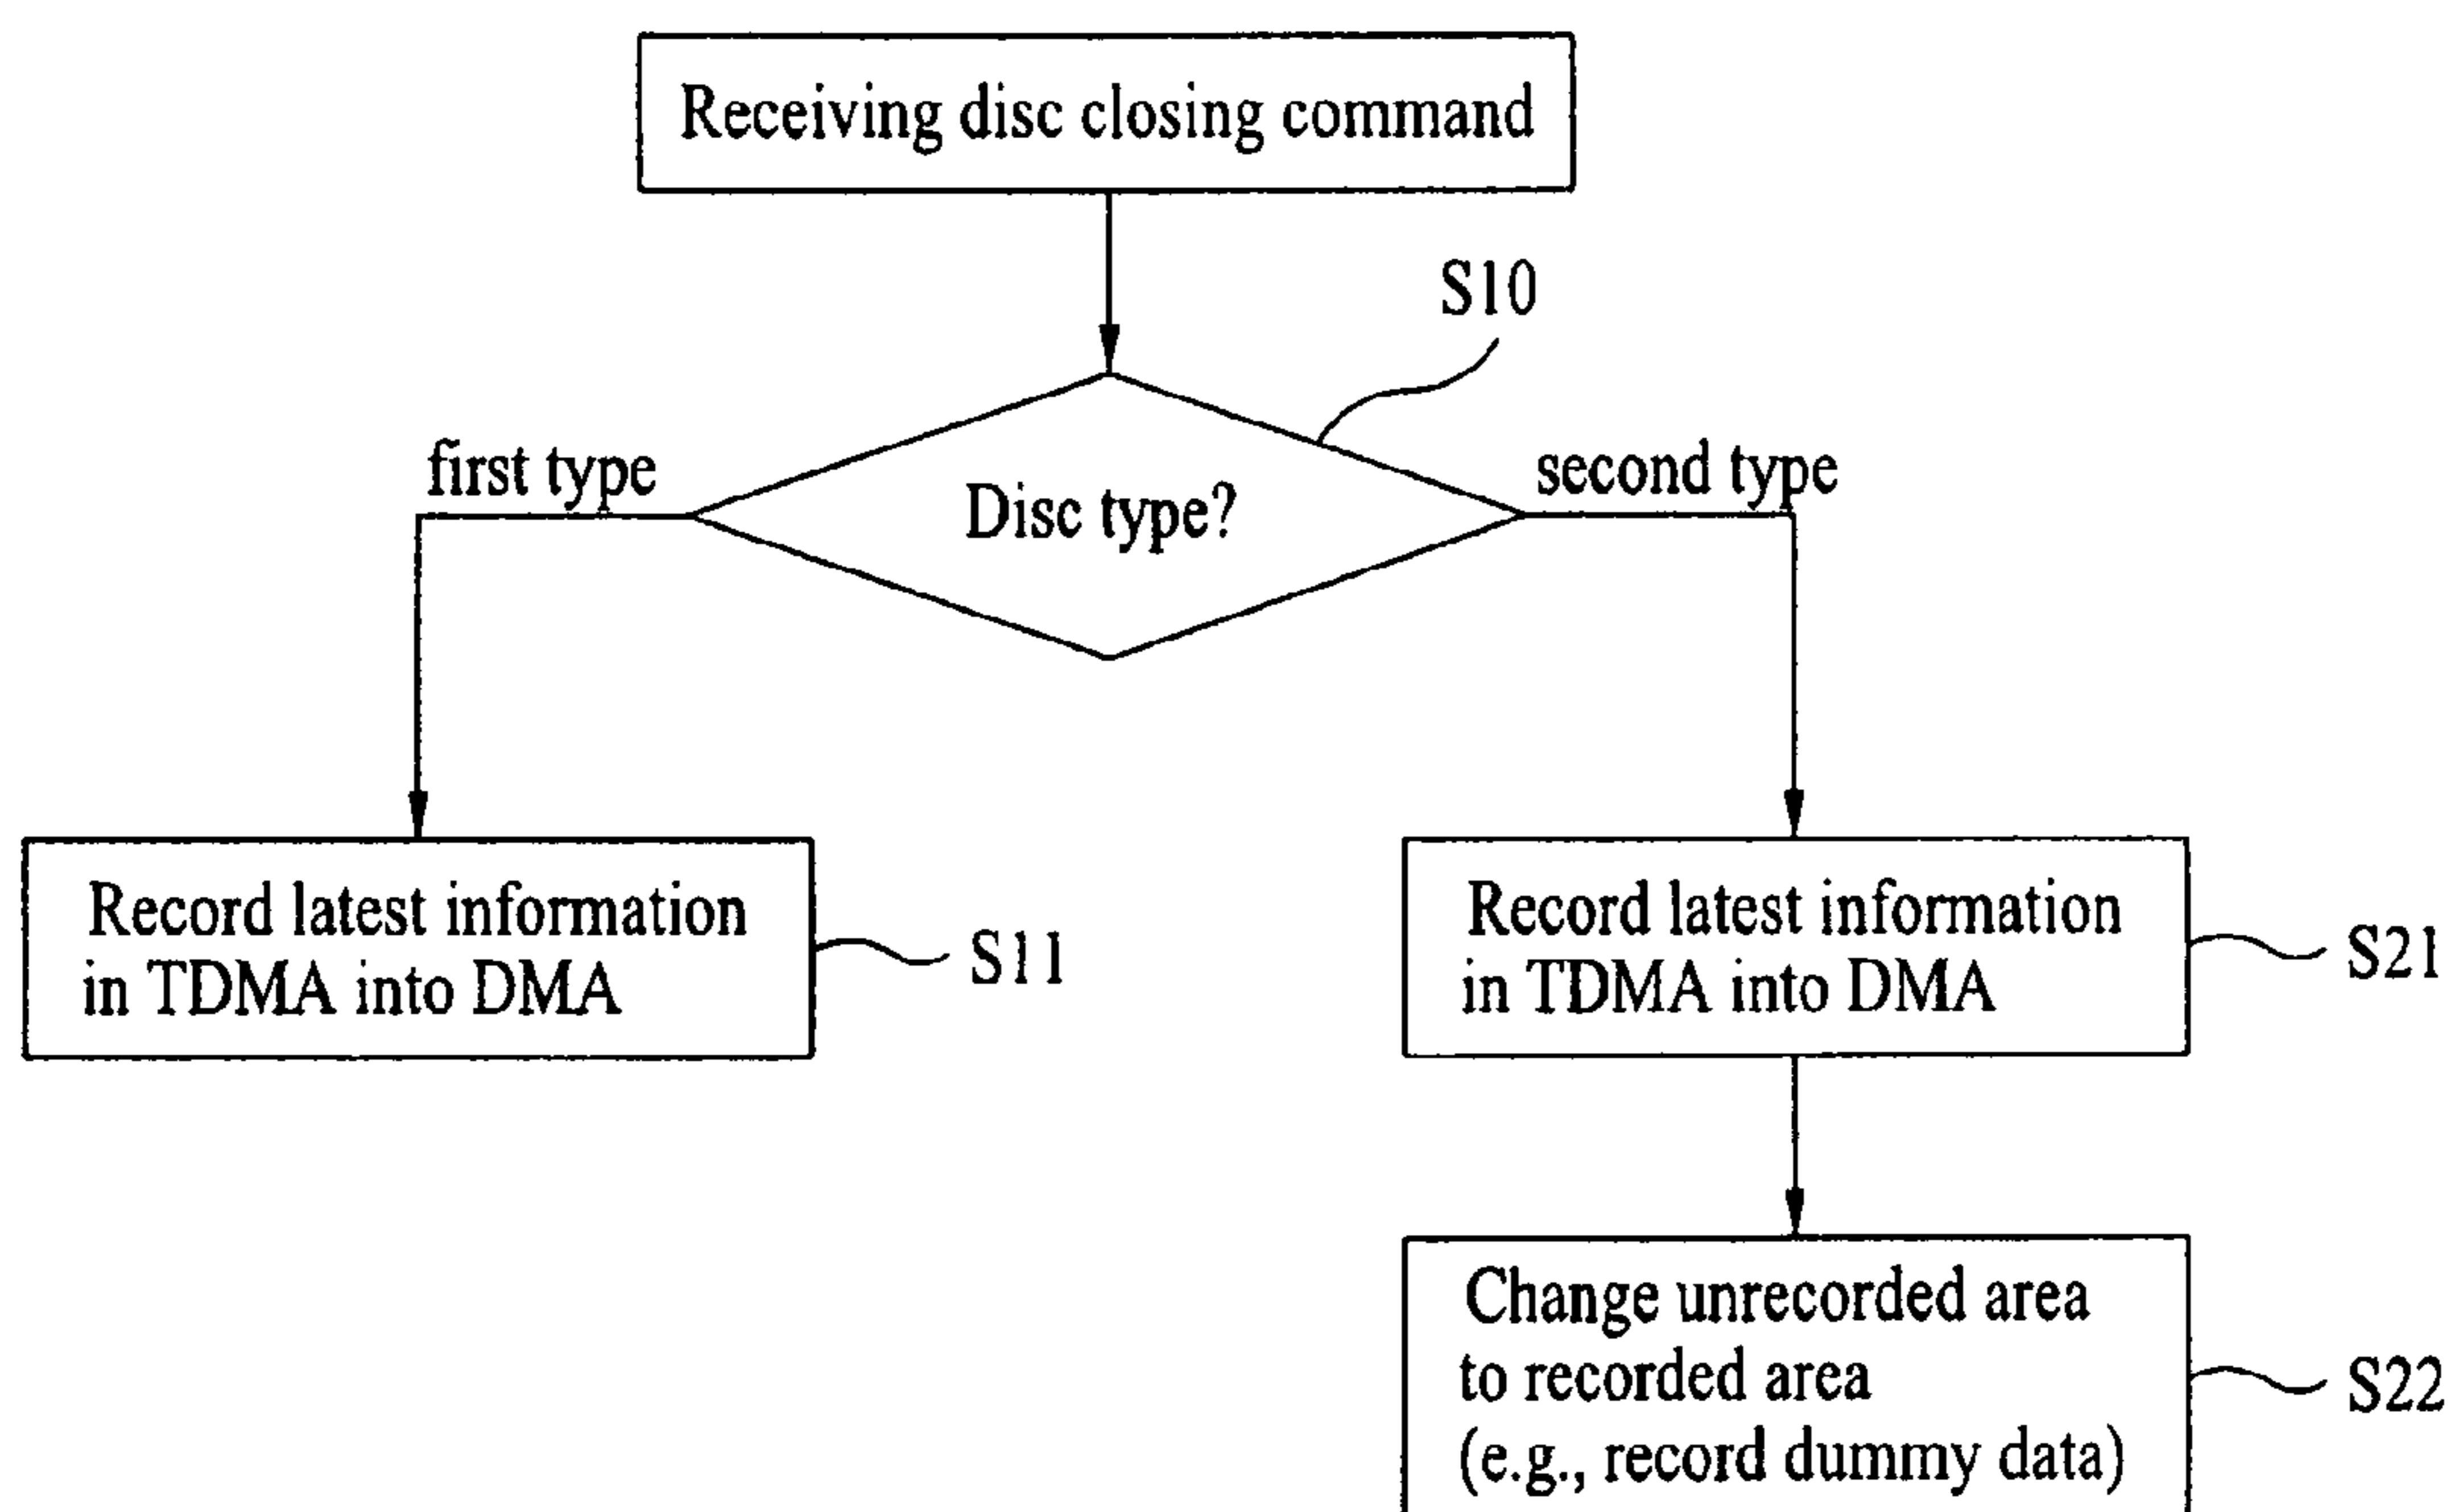 Receiving disc closing command
S10
first type
second type
Disc type?
Record latest information
in TDMA into DMA
S11
Record latest information
in TDMA into DMA
S21
Change unrecorded area
to recorded area
(e.g., record dummy data)
S22